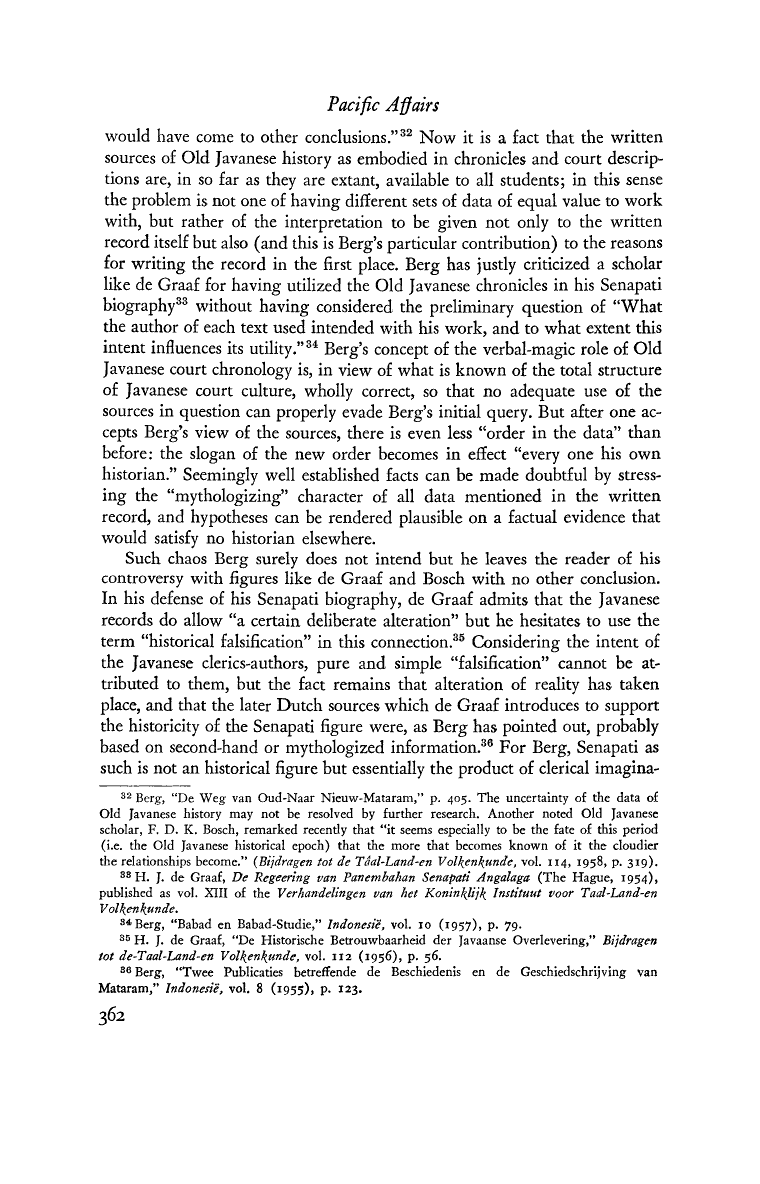 Pacific Affairs
would have come to other conclusions."32 Now it is a fact that the written
sources of Old Javanese history as embodied in chronicles and court descrip-
tions are, in so far as they are extant, available to all students; in this sense
the problem is not one of having different sets of data of equal value to work
with, but rather of the interpretation to be given not only to the written
record itself but also (and this is Berg's particular contribution) to the reasons
for writing the record in the first place. Berg has justly criticized a scholar
like de Graaf for having utilized the Old Javanese chronicles in his Senapati
biography33 without having considered the preliminary question of "What
the author of each text used intended with his work, and to what extent this
intent influences its utility."34 Berg's concept of the verbal-magic role of Old
Javanese court chronology is, in view of what is known of the total structure
of Javanese court culture, wholly correct, so that no adequate use of the
sources in question can properly evade Berg's initial query. But after one ac-
cepts Berg's view of the sources, there is even less "order in the data" than
before: the slogan of the new order becomes in effect "every one his own
historian." Seemingly well established facts can be made doubtful by stress-
ing the "mythologizing" character of all data mentioned in the written
record, and hypotheses can be rendered plausible on a factual evidence that
would satisfy no historian elsewhere.
Such chaos Berg surely does not intend but he leaves the reader of his
controversy with figures like de Graaf and Bosch with no other conclusion.
In his defense of his Senapati biography, de Graaf admits that the Javanese
records do allow "a certain deliberate alteration" but he hesitates to use the
term "historical falsification" in this connection.35 Considering the intent of
the Javanese clerics-authors, pure and simple "falsification" cannot be at-
tributed to them, but the fact remains that alteration of reality has taken
place, and that the later Dutch sources which de Graaf introduces to support
the historicity of the Senapati figure were, as Berg has pointed out, probably
based on second-hand or mythologized information.36 For Berg, Senapati as
such is not an historical figure but essentially the product of clerical imagina-
32 Berg, "De Weg van Oud-Naar Nieuw-Mataram," p. 405. The uncertainty of the data of
Old Javanese history may not be resolved by further research. Another noted Old Javanese
scholar, F. D. K. Bosch, remarked recently that "it seems especially to be the fate of this period
(i.e. the Old Javanese historical epoch) that the more that becomes known of it the cloudier
the relationships become." (Bijdragen tot de Tâal-Land-en Volkenkunde, vol. 114, 1958, p. 319).
33 H. J. de Graaf, De Regeering van Panembahan Senapati Angalaga (The Hague, 1954),
published as vol. XIII of the Verhandelingen van het Koninklijk Instituut voor Taal-Land-en
Volkenkunde.
34 Berg, "Babad en Babad-Studie," Indonesië, vol. 10 (1957), p. 79.
35 H. J. de Graaf, "De Historische Betrouwbaarheid der Javaanse Overlevering," Bijdragen
tot de-Taal-Land-en Volkenkunde, vol. 112 (1956), p. 56.
36 Berg, "Twee Publicaties betreffende de Beschiedenis en de Geschiedschrijving van
Mataram," Indonesië, vol. 8 (1955), p. 123.
362